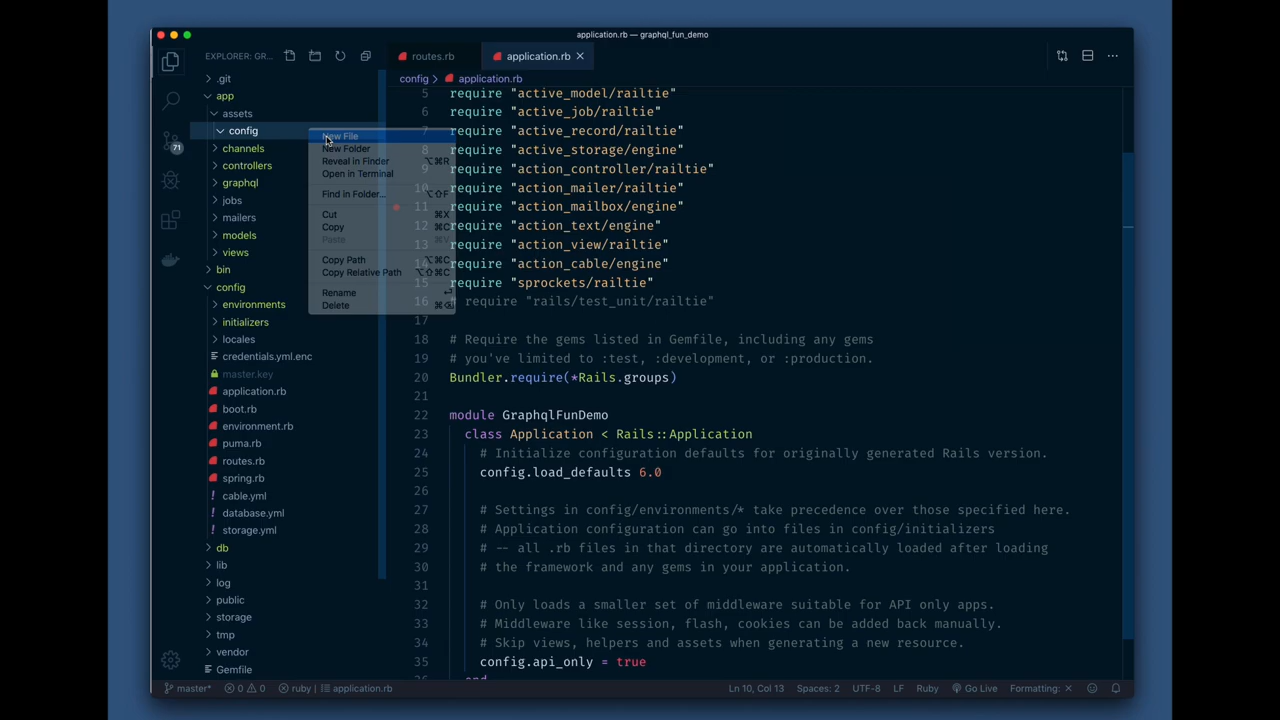 application.rb — graphql_fun_demo
EXPLORER: GR...
routes.rb
application.rb
config > application.rb
71
> .git
app
assets
config
channels
controllers
graphql
jobs
mailers
models
views
bin
config
environments
initializers
locales
credentials.yml.enc
master.key
application.rb
boot.rb
environment.rb
puma.rb
routes.rb
spring.rb
! cable.yml
! database.yml
! storage.yml
db
lib
log
public
storage
tmp
vendor
Gemfile
New File
New Folder
Reveal in Finder ⌥⌘R
Open in Terminal
Find in Folder... ⌥⇧F
Cut ⌘X
Copy ⌘C
Paste ⌘V
Copy Path ⌥⌘C
Copy Relative Path ⌥⇧⌘C
Rename ⏎
Delete ⌘⌫
5 require "active_model/railtie"
6 require "active_job/railtie"
7 require "active_record/railtie"
8 require "active_storage/engine"
9 require "action_controller/railtie"
10 require "action_mailer/railtie"
11 require "action_mailbox/engine"
12 require "action_text/engine"
13 require "action_view/railtie"
14 require "action_cable/engine"
15 require "sprockets/railtie"
16 # require "rails/test_unit/railtie"
17
18 # Require the gems listed in Gemfile, including any gems
19 # you've limited to :test, :development, or :production.
20 Bundler.require(*Rails.groups)
21
22 module GraphqlFunDemo
23 class Application < Rails::Application
24 # Initialize configuration defaults for originally generated Rails version.
25 config.load_defaults 6.0
26
27 # Settings in config/environments/* take precedence over those specified here.
28 # Application configuration can go into files in config/initializers
29 # -- all .rb files in that directory are automatically loaded after loading
30 # the framework and any gems in your application.
31
32 # Only loads a smaller set of middleware suitable for API only apps.
33 # Middleware like session, flash, cookies can be added back manually.
34 # Skip views, helpers and assets when generating a new resource.
35 config.api_only = true
master* 0 0 ruby | application.rb Ln 10, Col 13 Spaces: 2 UTF-8 LF Ruby Go Live Formatting: ×